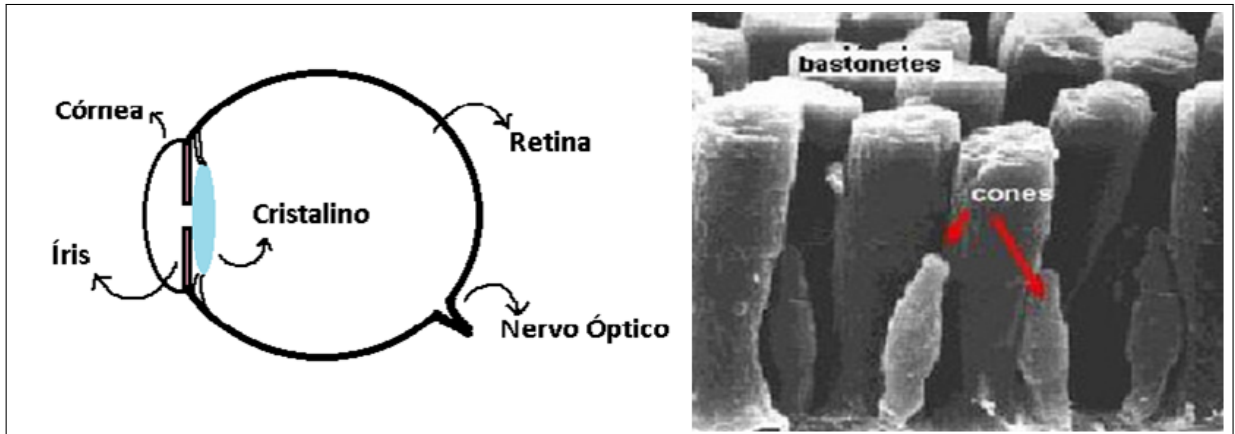 Córnea
Retina
Cristalino
Íris
Nervo Óptico
bastonetes
cones